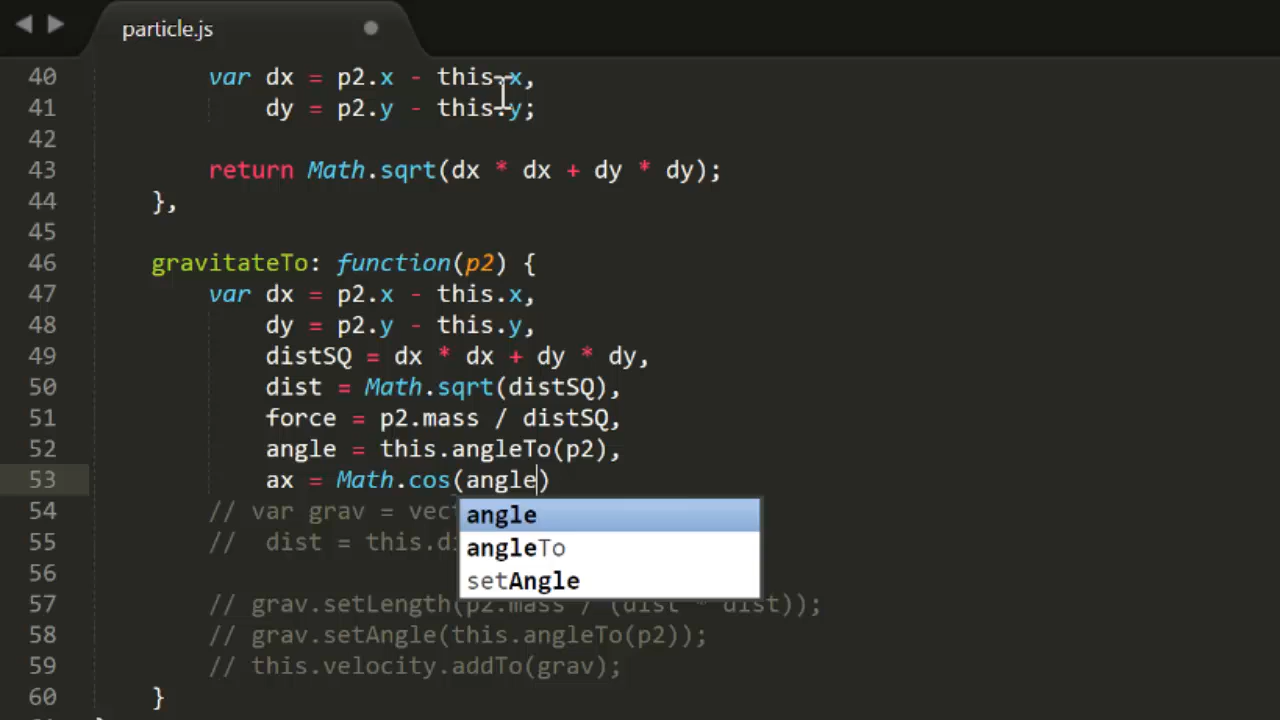 particle.js
40 var dx = p2.x - this.x,
41 dy = p2.y - this.y;
42
43 return Math.sqrt(dx * dx + dy * dy);
44 },
45
46 gravitateTo: function(p2) {
47 var dx = p2.x - this.x,
48 dy = p2.y - this.y,
49 distSQ = dx * dx + dy * dy,
50 dist = Math.sqrt(distSQ),
51 force = p2.mass / distSQ,
52 angle = this.angleTo(p2),
53 ax = Math.cos(angle)
54 // var grav = vec
angle
55 // dist = this.di
angleTo
56
setAngle
57 // grav.setLength(p2.mass / (dist * dist));
58 // grav.setAngle(this.angleTo(p2));
59 // this.velocity.addTo(grav);
60 }